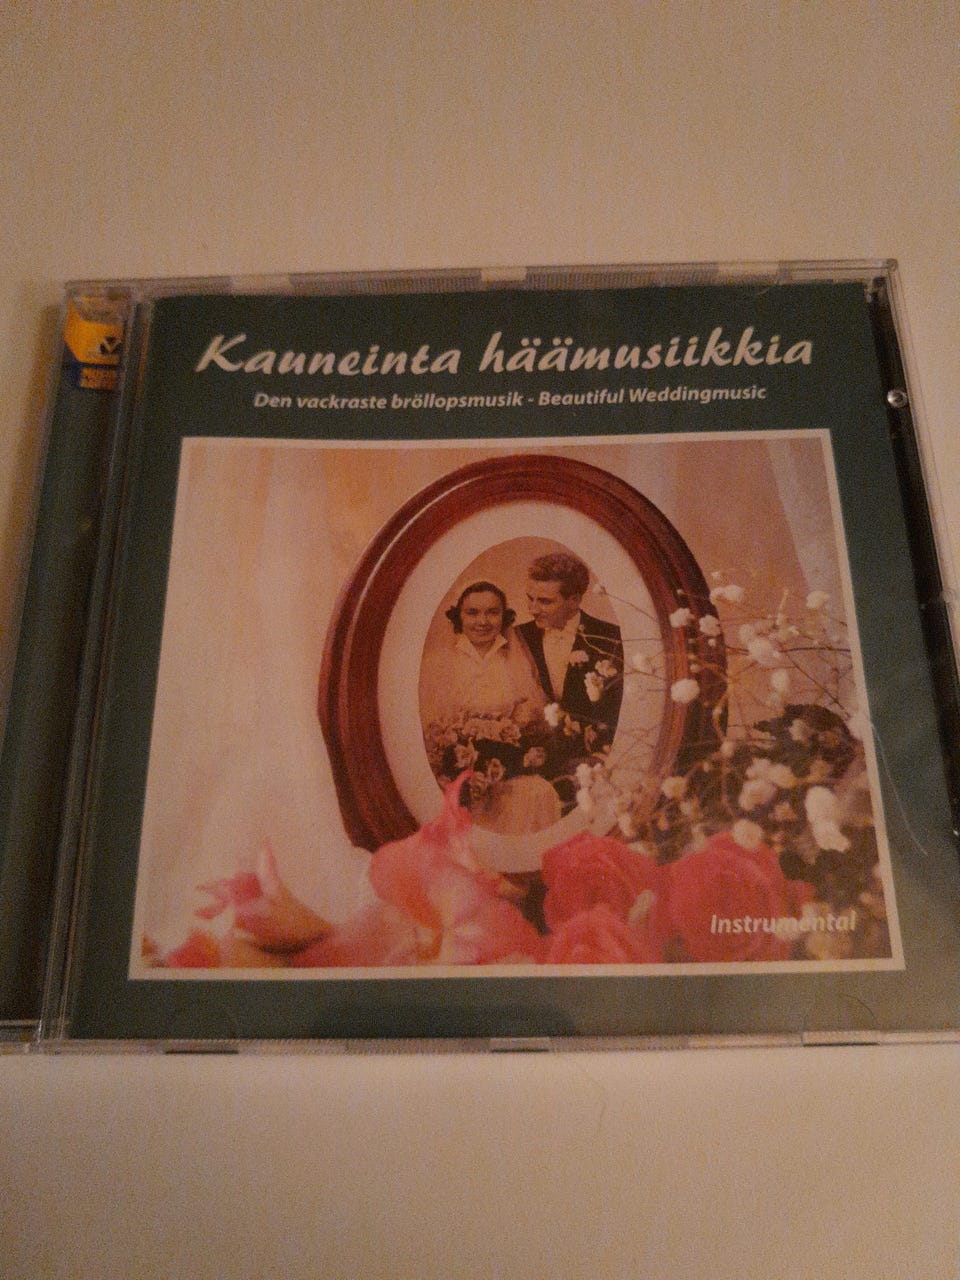 Kauneinta häämusiikkia
Den vackraste bröllopsmusik - Beautiful Weddingmusic
Instrumental